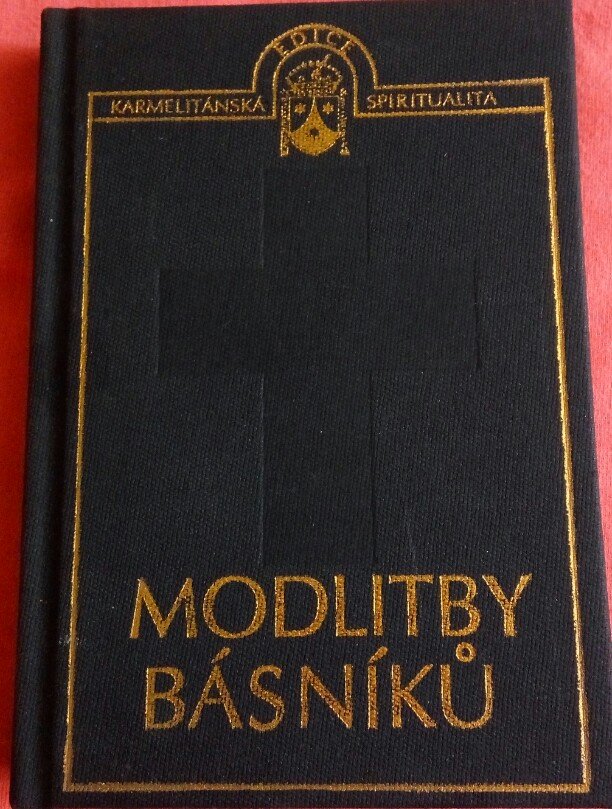 EDICE
KARMELITÁNSKÁ SPIRITUALITA
MODLITBY
BÁSNÍKŮ